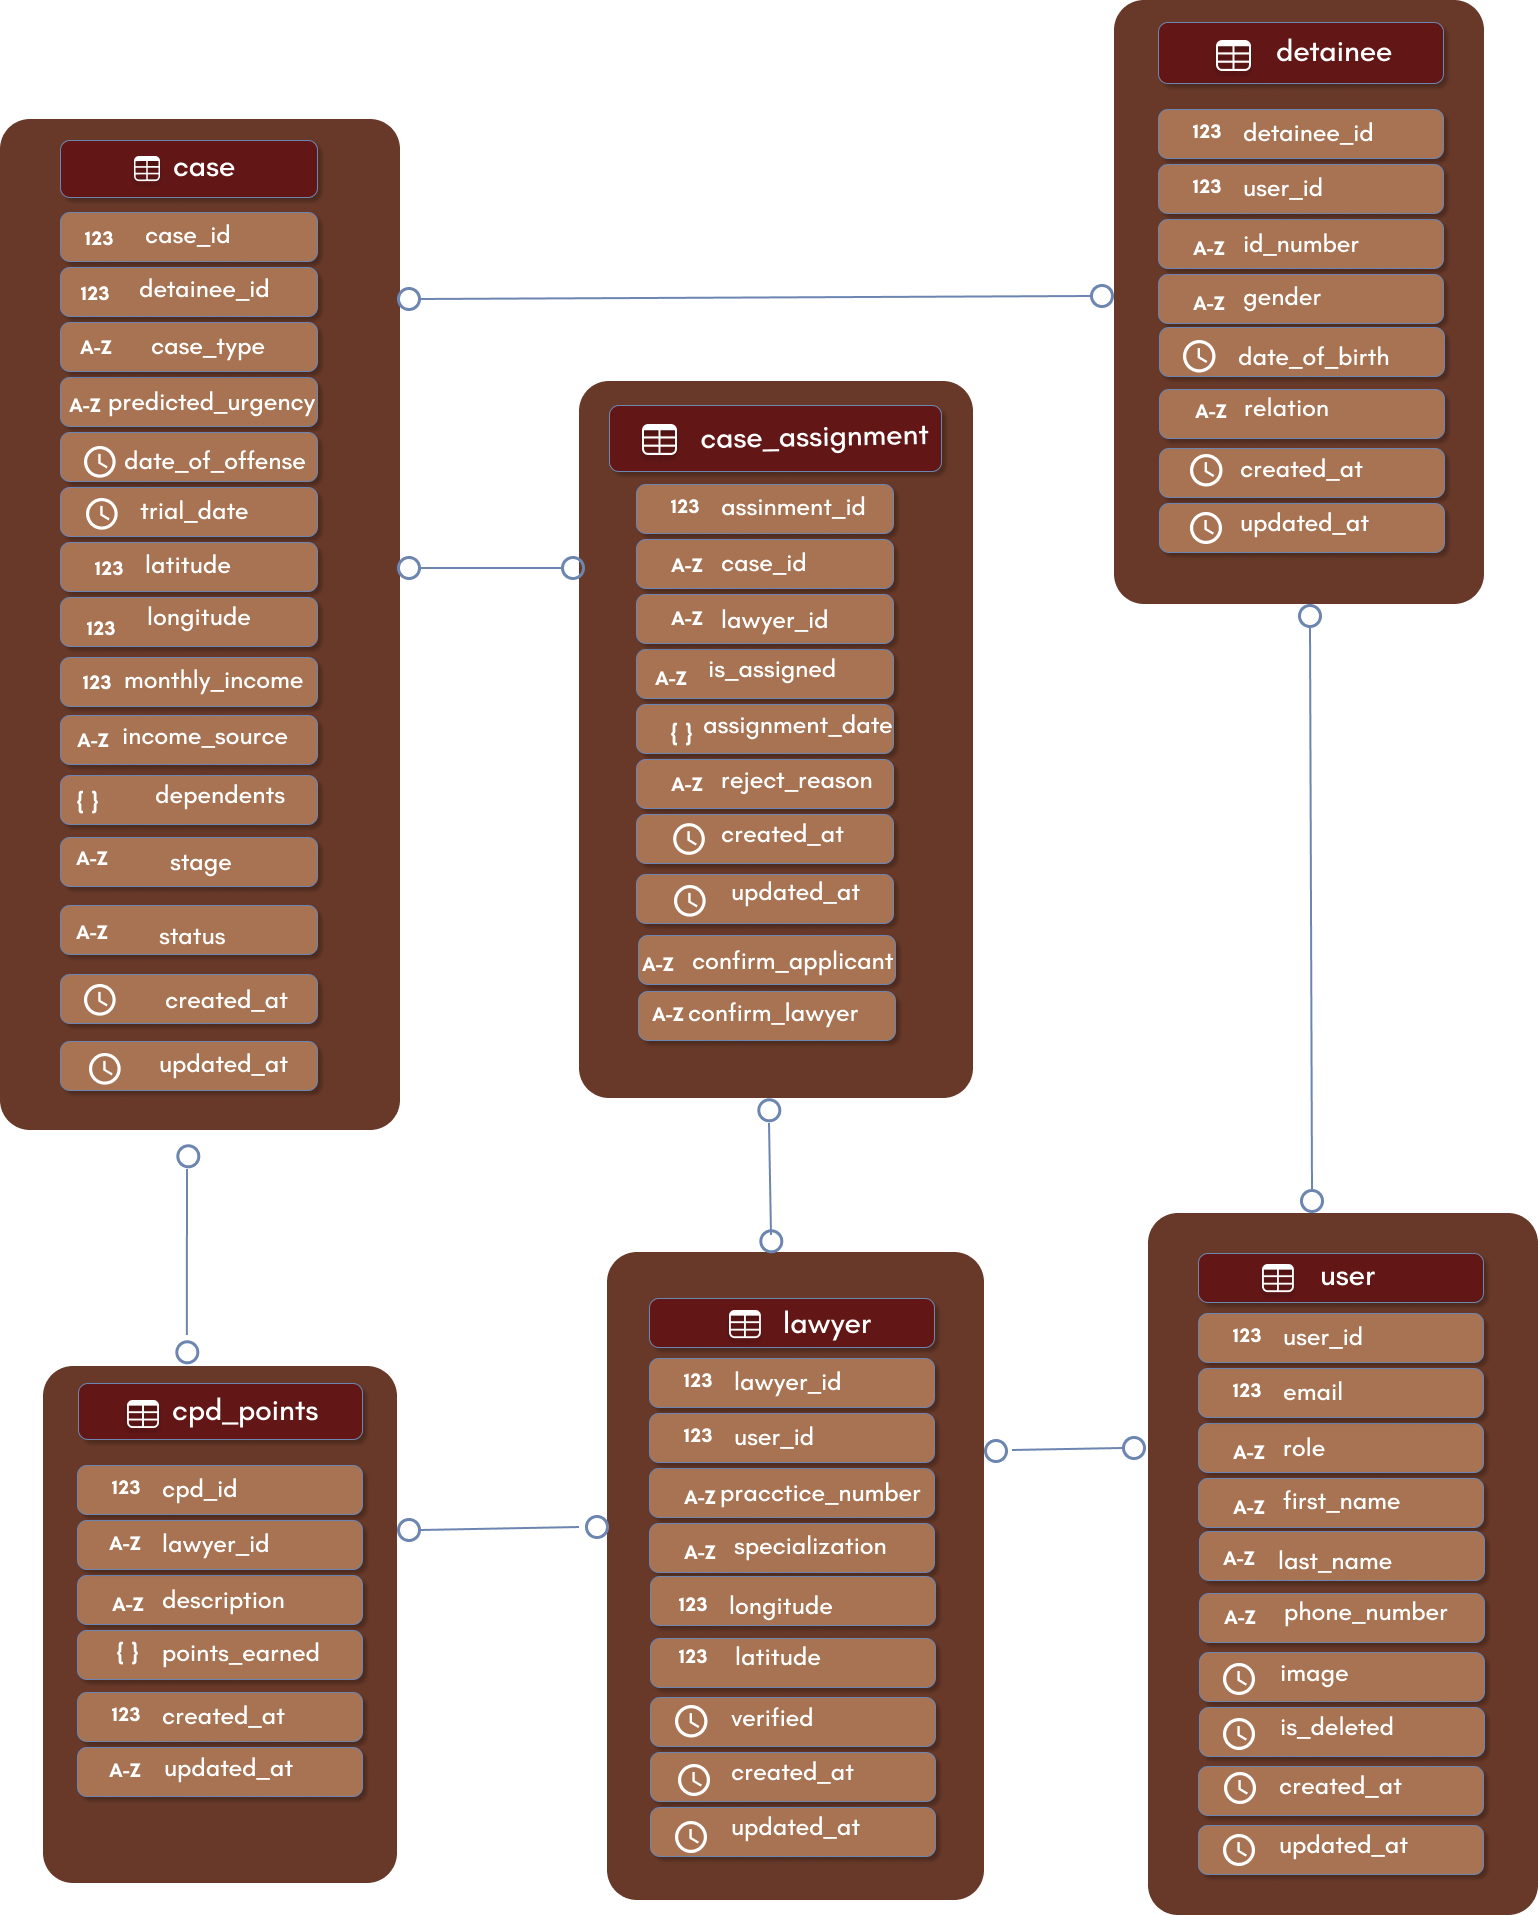 case
123 case_id
123 detainee_id
A-Z case_type
A-Z predicted_urgency
date_of_offense
trial_date
123 latitude
123 longitude
123 monthly_income
A-Z income_source
{ } dependents
A-Z stage
A-Z status
created_at
updated_at
case_assignment
123 assinment_id
A-Z case_id
A-Z lawyer_id
A-Z is_assigned
{ } assignment_date
A-Z reject_reason
created_at
updated_at
A-Z confirm_applicant
A-Z confirm_lawyer
detainee
123 detainee_id
123 user_id
A-Z id_number
A-Z gender
date_of_birth
A-Z relation
created_at
updated_at
cpd_points
123 cpd_id
A-Z lawyer_id
A-Z description
{ } points_earned
123 created_at
A-Z updated_at
lawyer
123 lawyer_id
123 user_id
A-Z pracctice_number
A-Z specialization
123 longitude
123 latitude
verified
created_at
updated_at
user
123 user_id
123 email
A-Z role
A-Z first_name
A-Z last_name
A-Z phone_number
image
is_deleted
created_at
updated_at